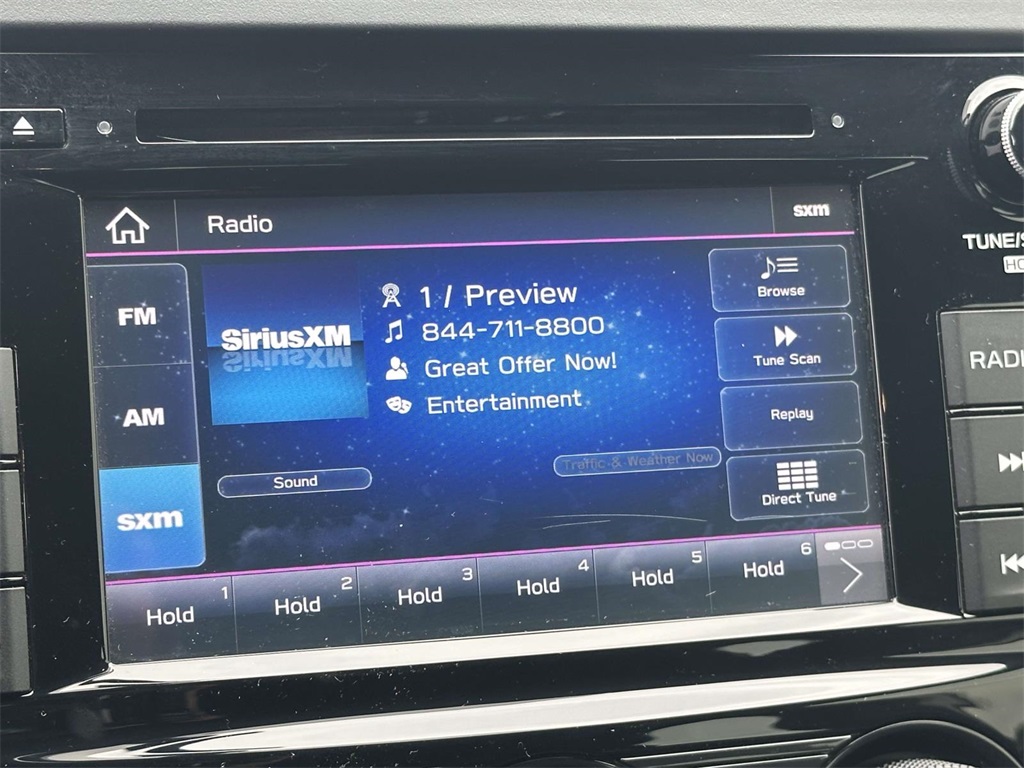 Radio
sxm
FM
AM
sxm
SiriusXM
1 / Preview
844-711-8800
Great Offer Now!
Entertainment
Browse
Tune Scan
Replay
Direct Tune
Sound
Traffic & Weather Now
Hold 1
Hold 2
Hold 3
Hold 4
Hold 5
Hold 6
TUNE/